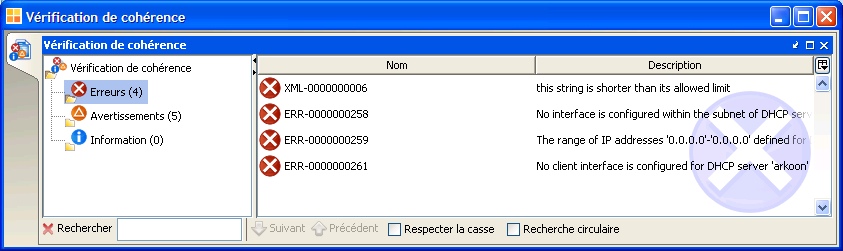 Vérification de cohérence
Vérification de cohérence
Vérification de cohérence
Erreurs (4)
Avertissements (5)
Information (0)
Nom Description
XML-0000000006 this string is shorter than its allowed limit
ERR-0000000258 No interface is configured within the subnet of DHCP serv
ERR-0000000259 The range of IP addresses '0.0.0.0'-'0.0.0.0' defined for
ERR-0000000261 No client interface is configured for DHCP server 'arkoon'
Rechercher Suivant Précédent Respecter la casse Recherche circulaire